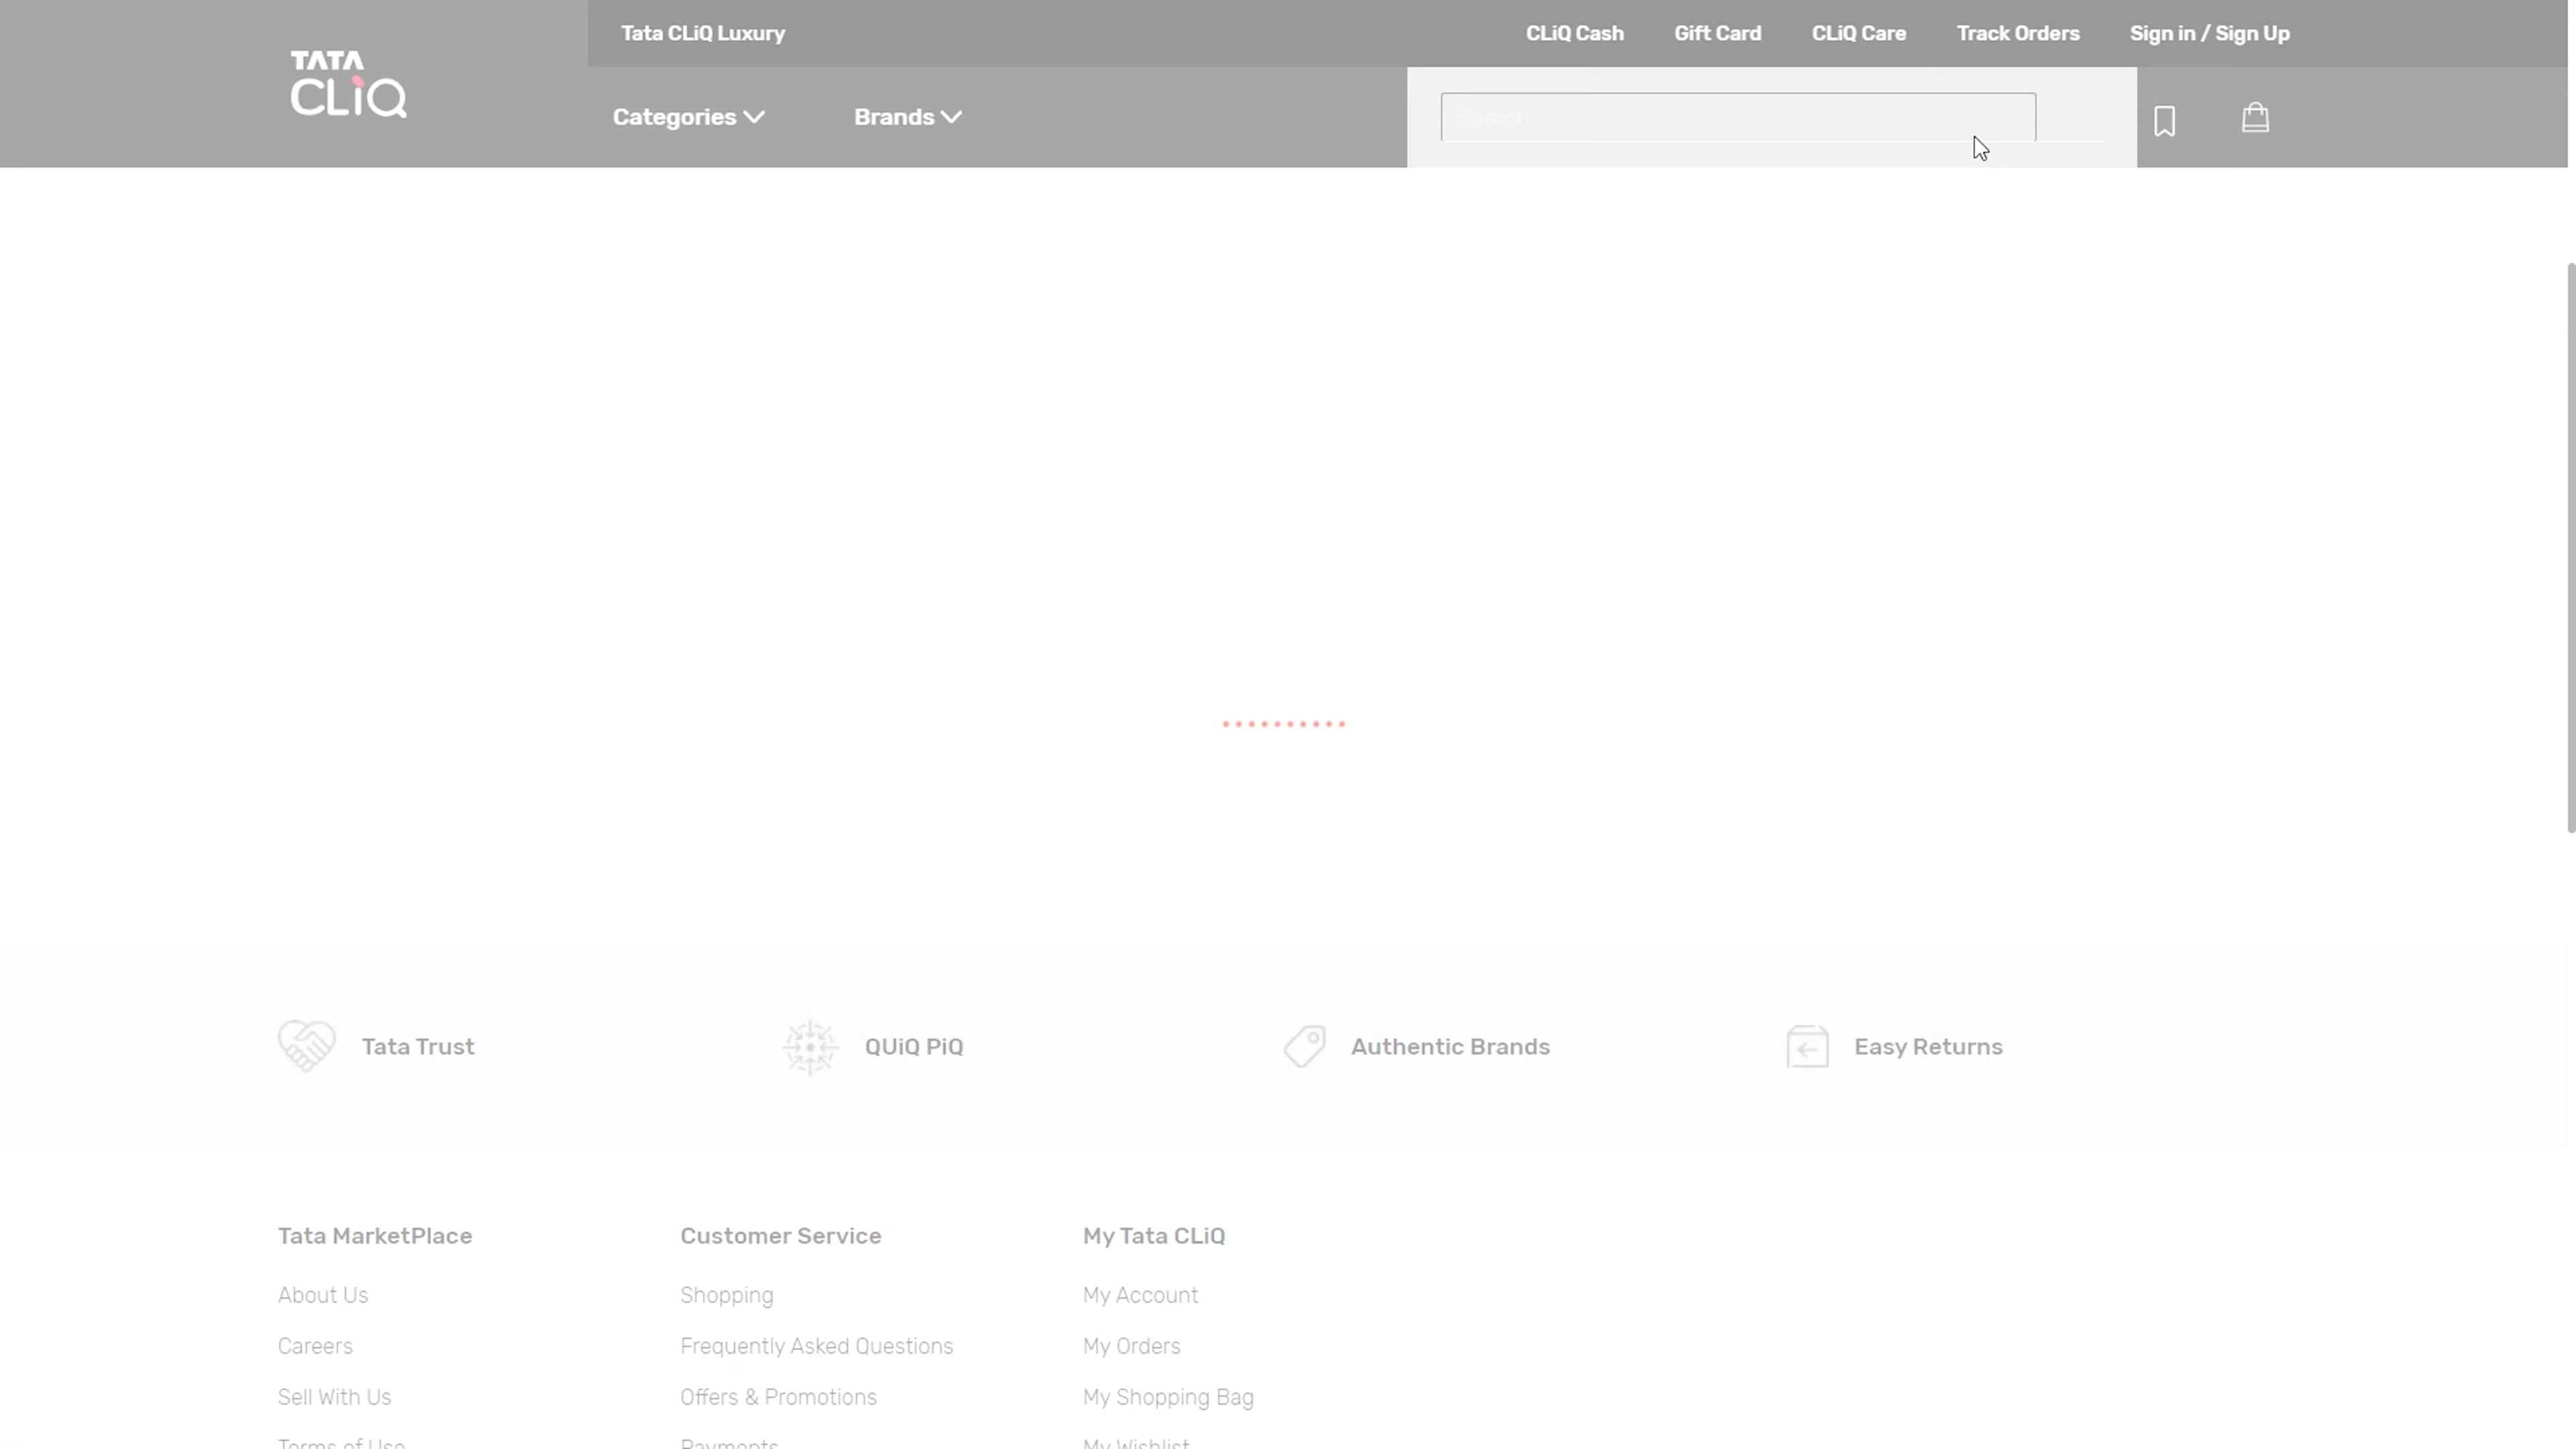 Tata CLiQ Luxury
CLiQ Cash
Gift Card
CLiQ Care
Track Orders
Sign in / Sign Up
TATA
CLiQ
Categories
Brands
Search
Tata Trust
QUiQ PiQ
Authentic Brands
Easy Returns
Tata MarketPlace
Customer Service
My Tata CLiQ
About Us
Shopping
My Account
Careers
Frequently Asked Questions
My Orders
Sell With Us
Offers & Promotions
My Shopping Bag
Terms of Use
Payments
My Wishlist